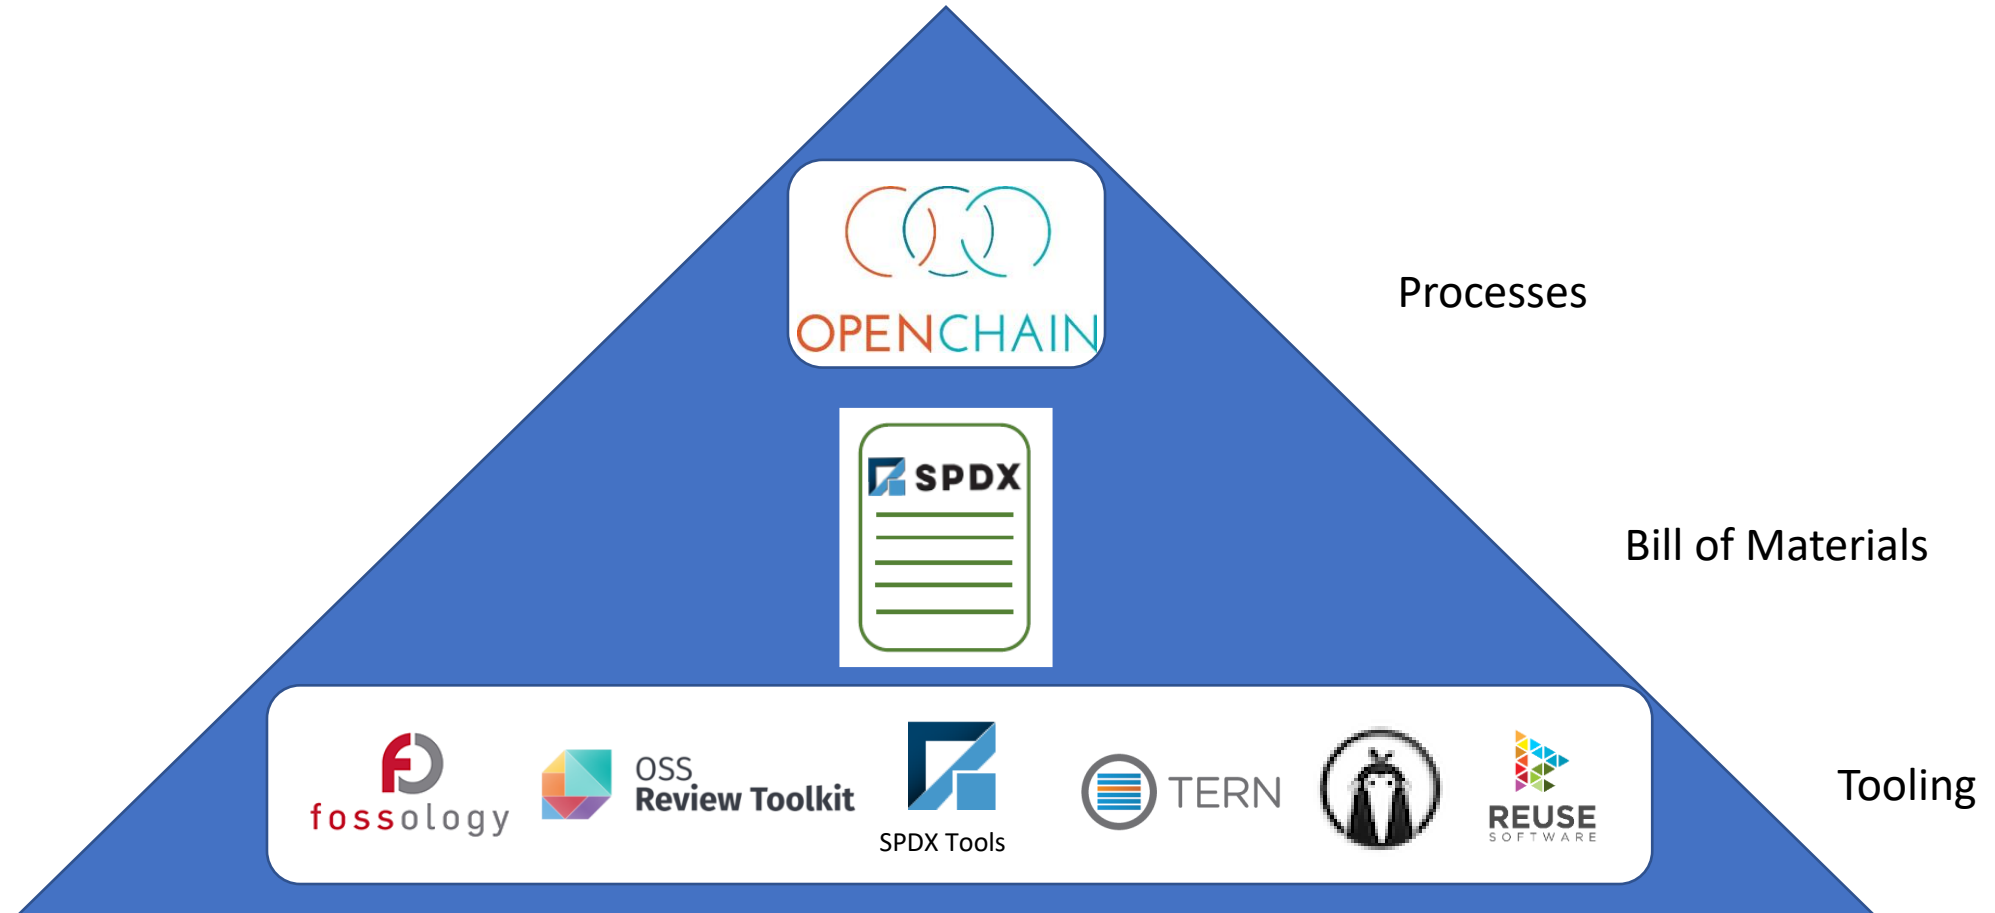 OPENCHAIN
Processes
SPDX
Bill of Materials
fossology
OSS
Review Toolkit
SPDX Tools
TERN
REUSE
SOFTWARE
Tooling